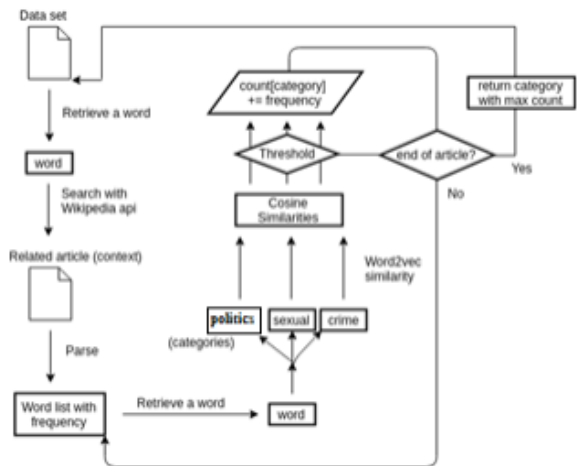 Data set
Retrieve a word
word
Search with
Wikipedia api
Related article (context)
Parse
Word list with
frequency
Retrieve a word
word
politics
sexual
crime
(categories)
Word2vec
similarity
Cosine
Similarities
Threshold
count[category]
+= frequency
end of article?
Yes
No
return category
with max count